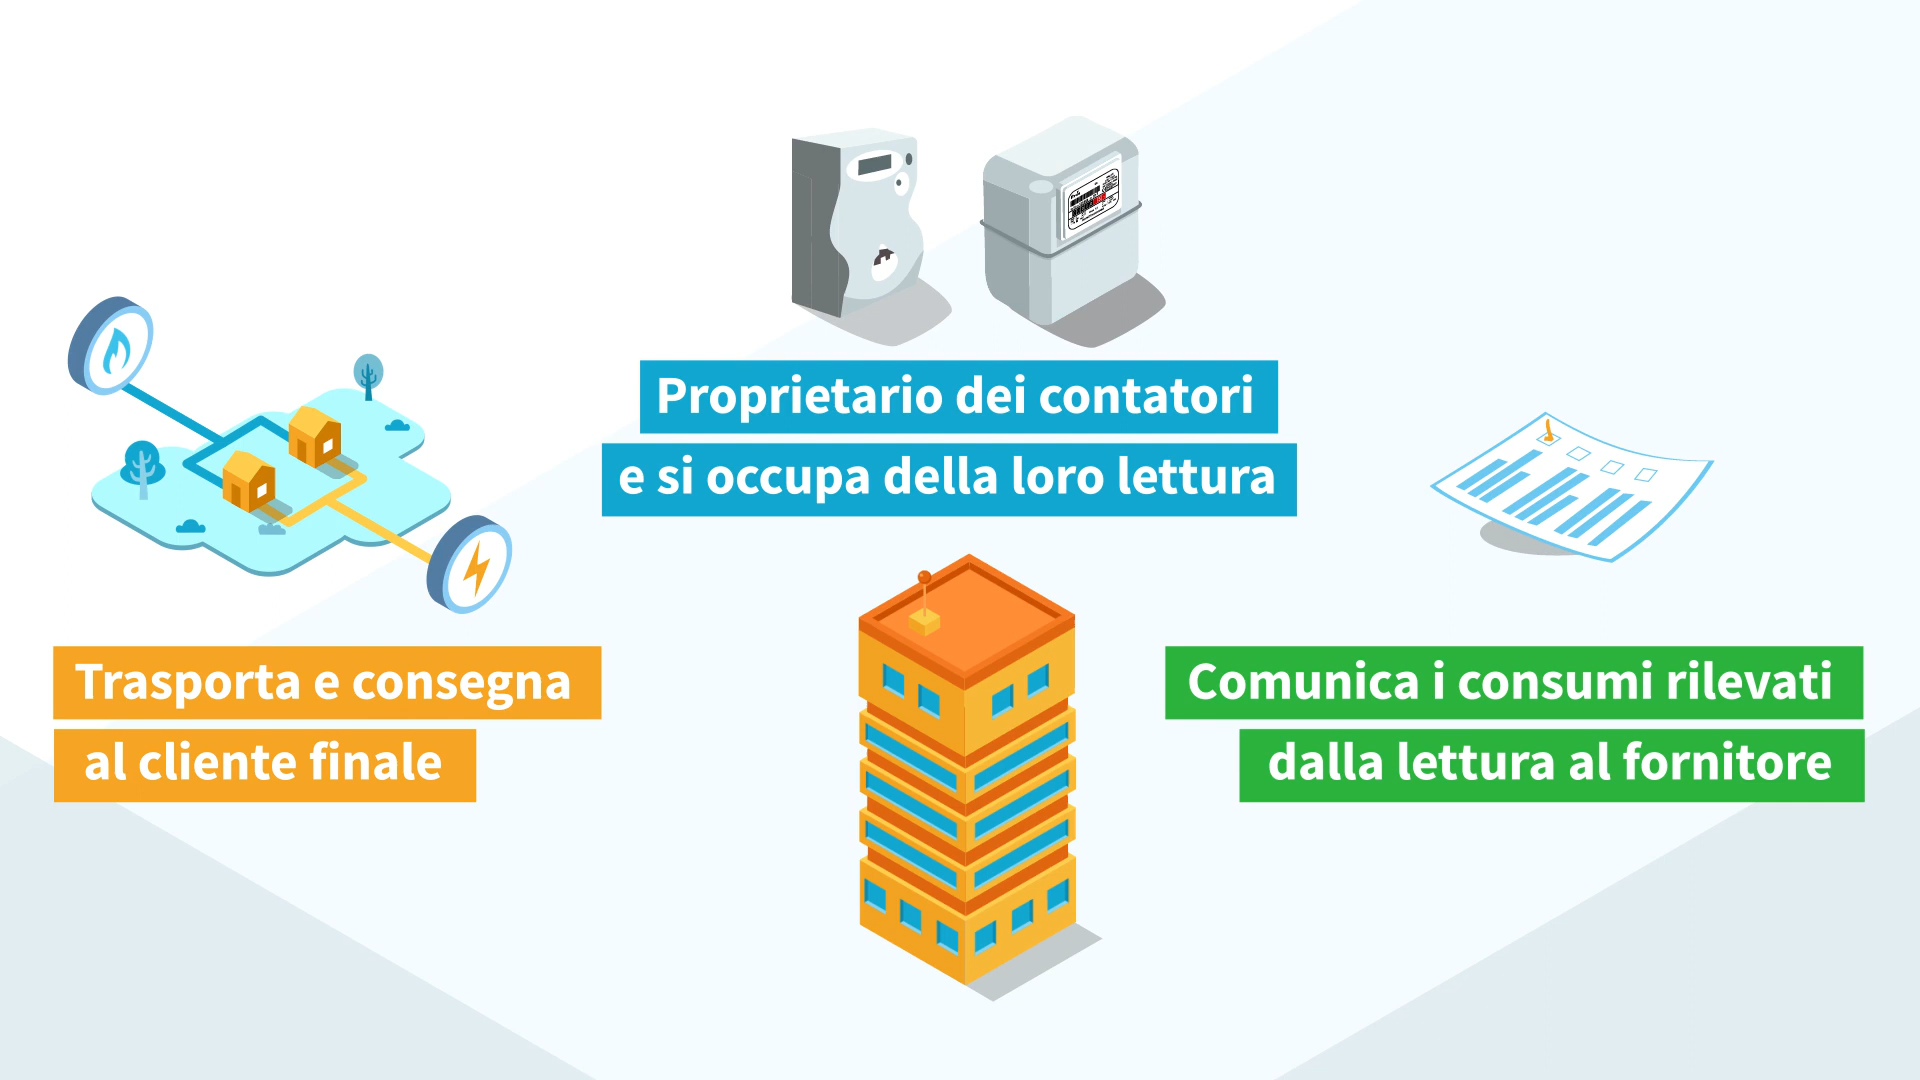 Proprietario dei contatori
e si occupa della loro lettura
Trasporta e consegna
al cliente finale
Comunica i consumi rilevati
dalla lettura al fornitore